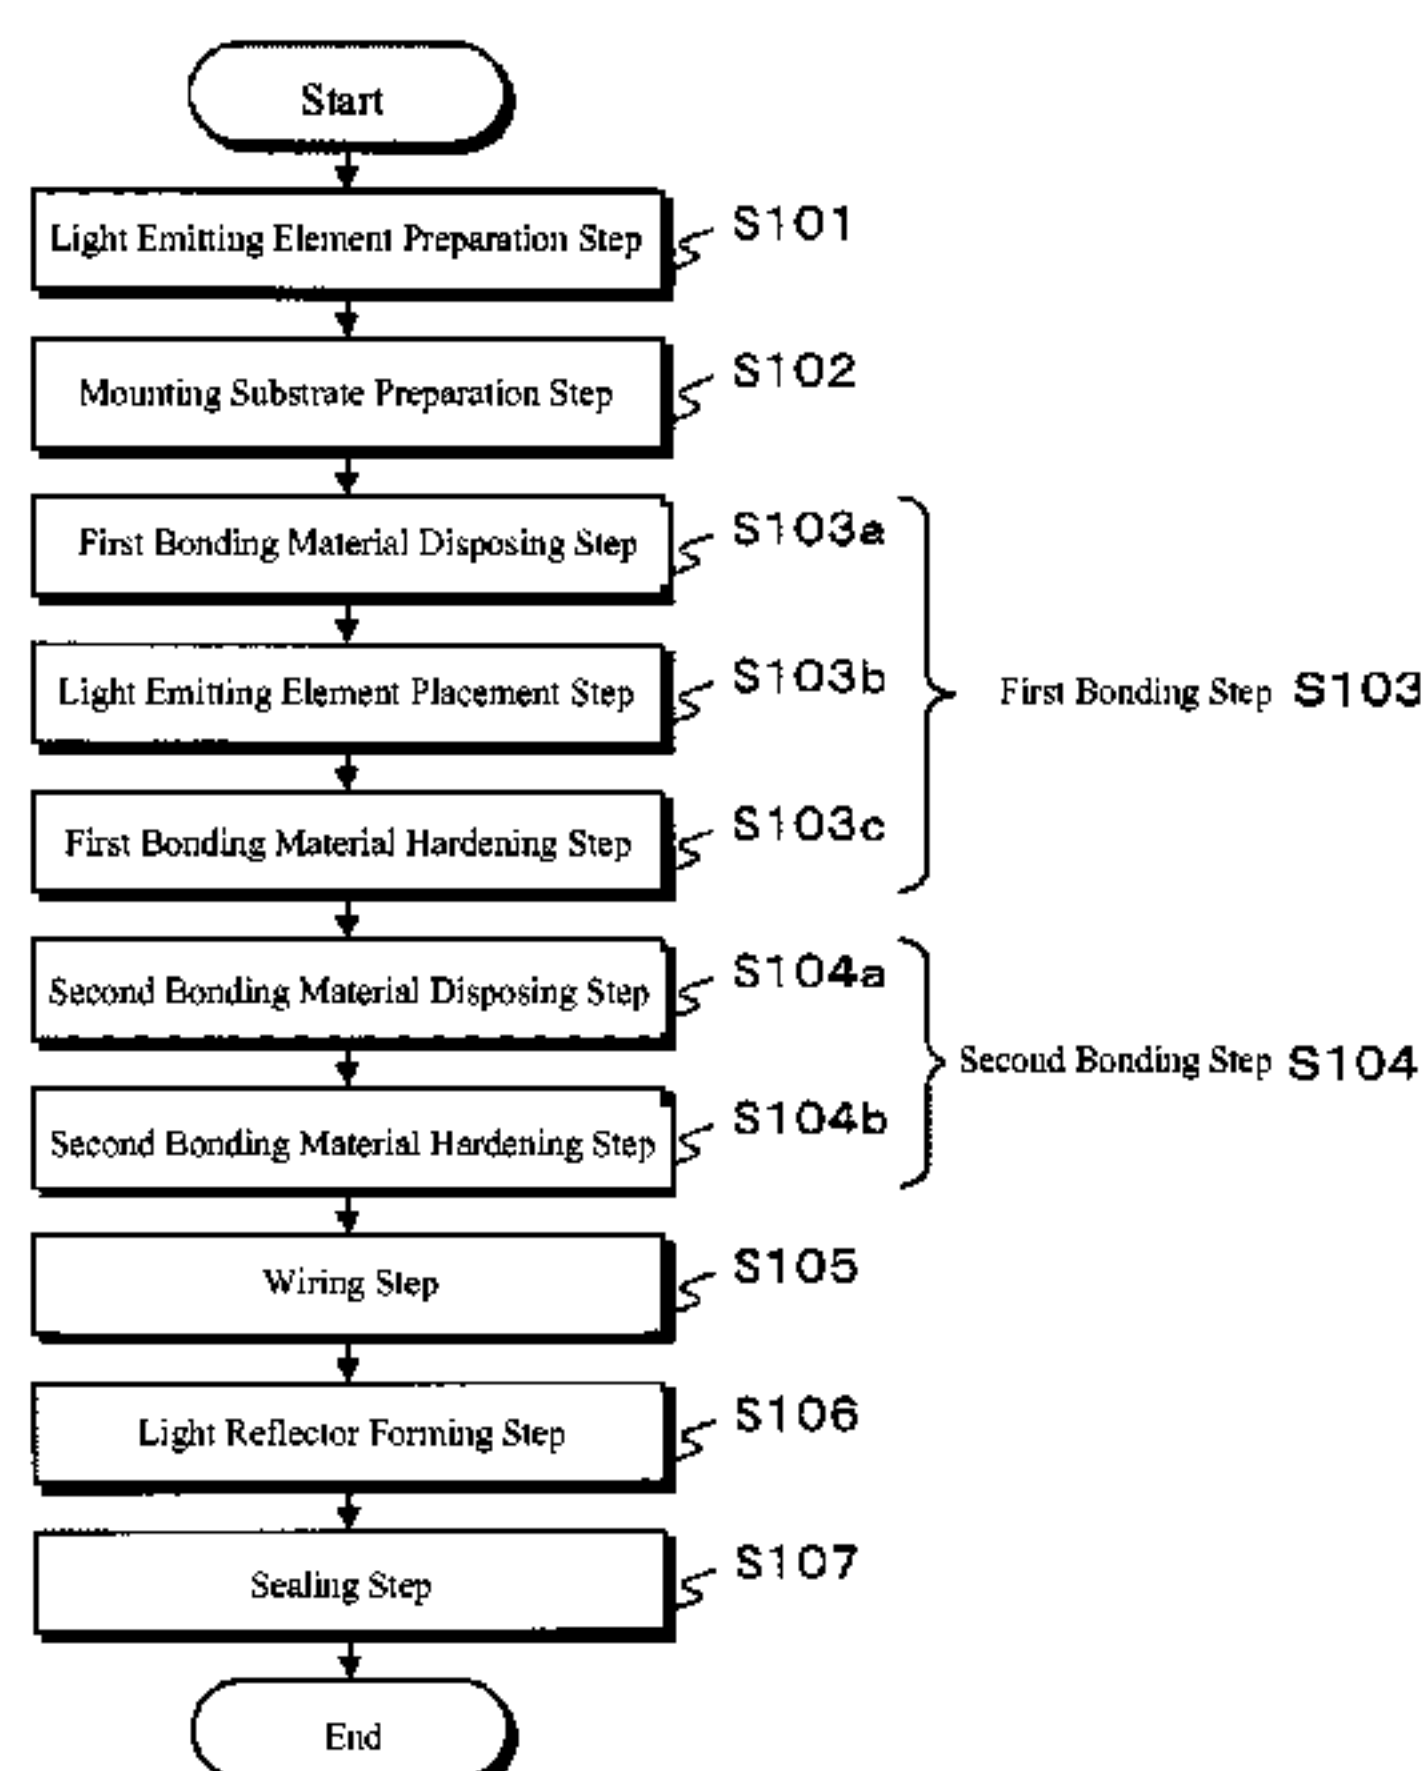 Start
Light Emitting Element Preparation Step S101
Mounting Substrate Preparation Step S102
First Bonding Material Disposing Step S103a
Light Emitting Element Placement Step S103b
First Bonding Step S103
First Bonding Material Hardening Step S103c
Second Bonding Material Disposing Step S104a
Second Bonding Step S104
Second Bonding Material Hardening Step S104b
Wiring Step S105
Light Reflector Forming Step S106
Sealing Step S107
End